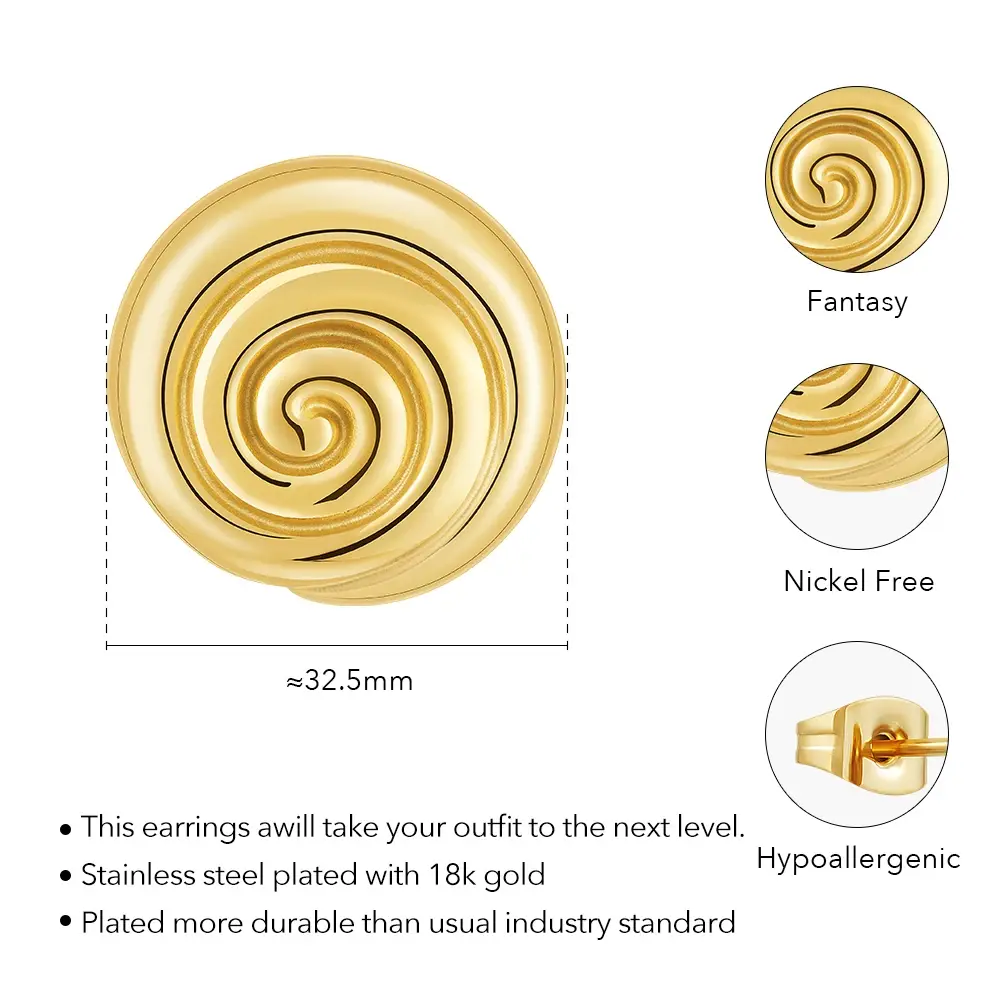 Fantasy
Nickel Free
≈32.5mm
Hypoallergenic
• This earrings awill take your outfit to the next level.
• Stainless steel plated with 18k gold
• Plated more durable than usual industry standard